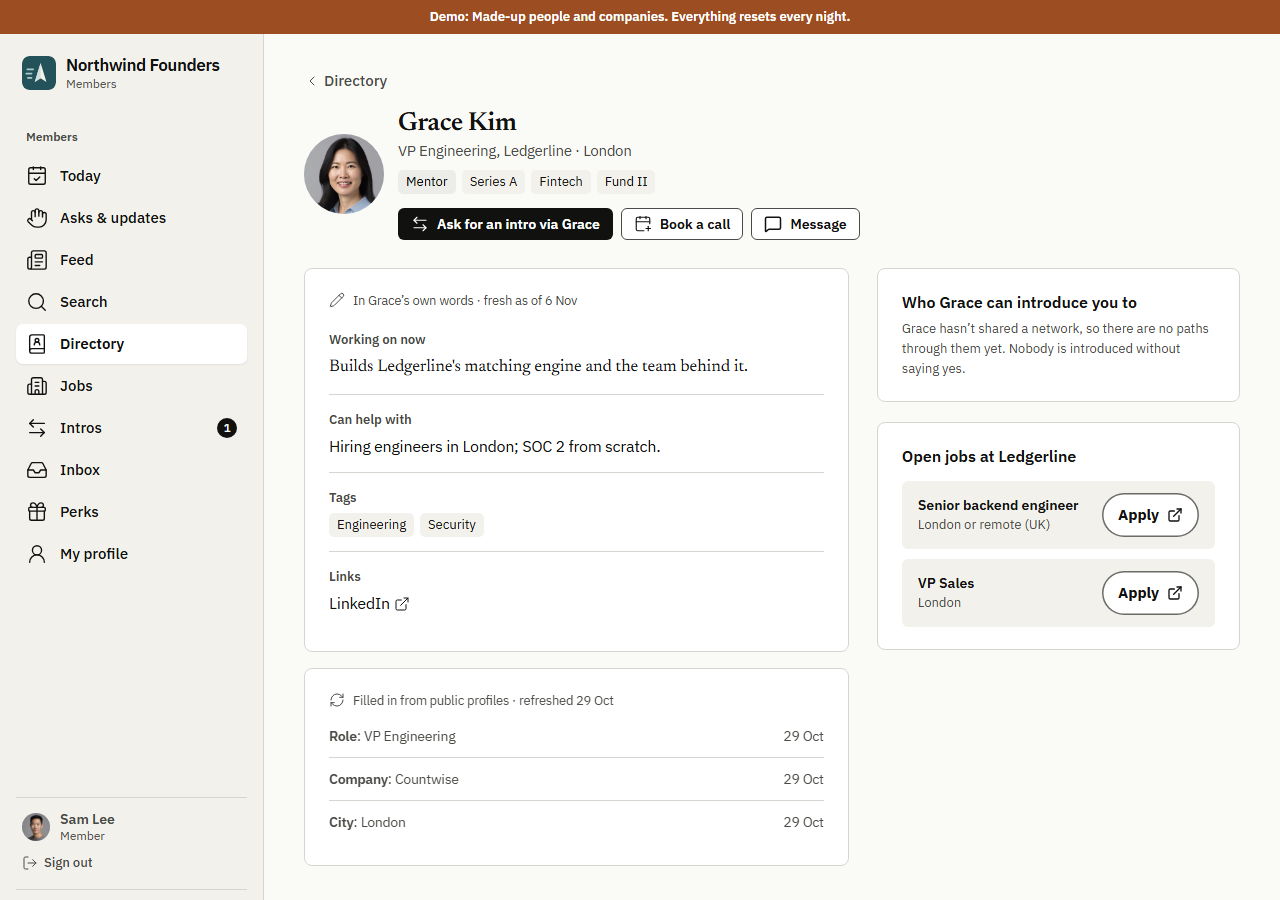 Demo: Made-up people and companies. Everything resets every night.
Northwind Founders
Members
Members
Today
Asks & updates
Feed
Search
Directory
Jobs
Intros
1
Inbox
Perks
My profile
Sam Lee
Member
Sign out
Directory
Grace Kim
VP Engineering, Ledgerline · London
Mentor
Series A
Fintech
Fund II
Ask for an intro via Grace
Book a call
Message
In Grace’s own words · fresh as of 6 Nov
Working on now
Builds Ledgerline's matching engine and the team behind it.
Can help with
Hiring engineers in London; SOC 2 from scratch.
Tags
Engineering
Security
Links
LinkedIn
Filled in from public profiles · refreshed 29 Oct
Role: VP Engineering
29 Oct
Company: Countwise
29 Oct
City: London
29 Oct
Who Grace can introduce you to
Grace hasn’t shared a network, so there are no paths
through them yet. Nobody is introduced without
saying yes.
Open jobs at Ledgerline
Senior backend engineer
London or remote (UK)
Apply
VP Sales
London
Apply